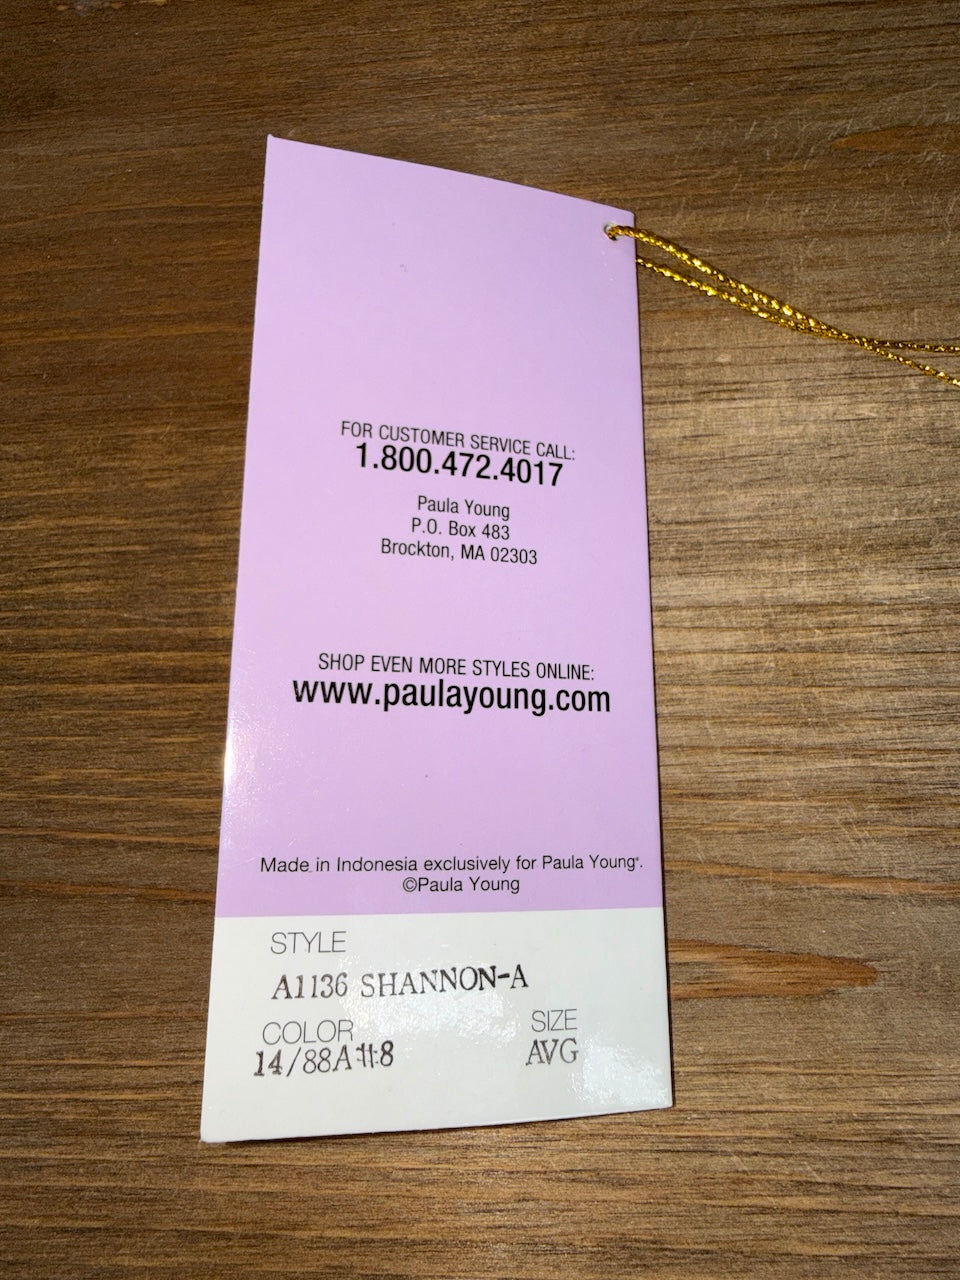 FOR CUSTOMER SERVICE CALL:
1.800.472.4017
Paula Young
P.O. Box 483
Brockton, MA 02303
SHOP EVEN MORE STYLES ONLINE:
www.paulayoung.com
Made in Indonesia exclusively for Paula Young®.
©Paula Young
STYLE
A1136 SHANNON-A
COLOR SIZE
14/88A AVG